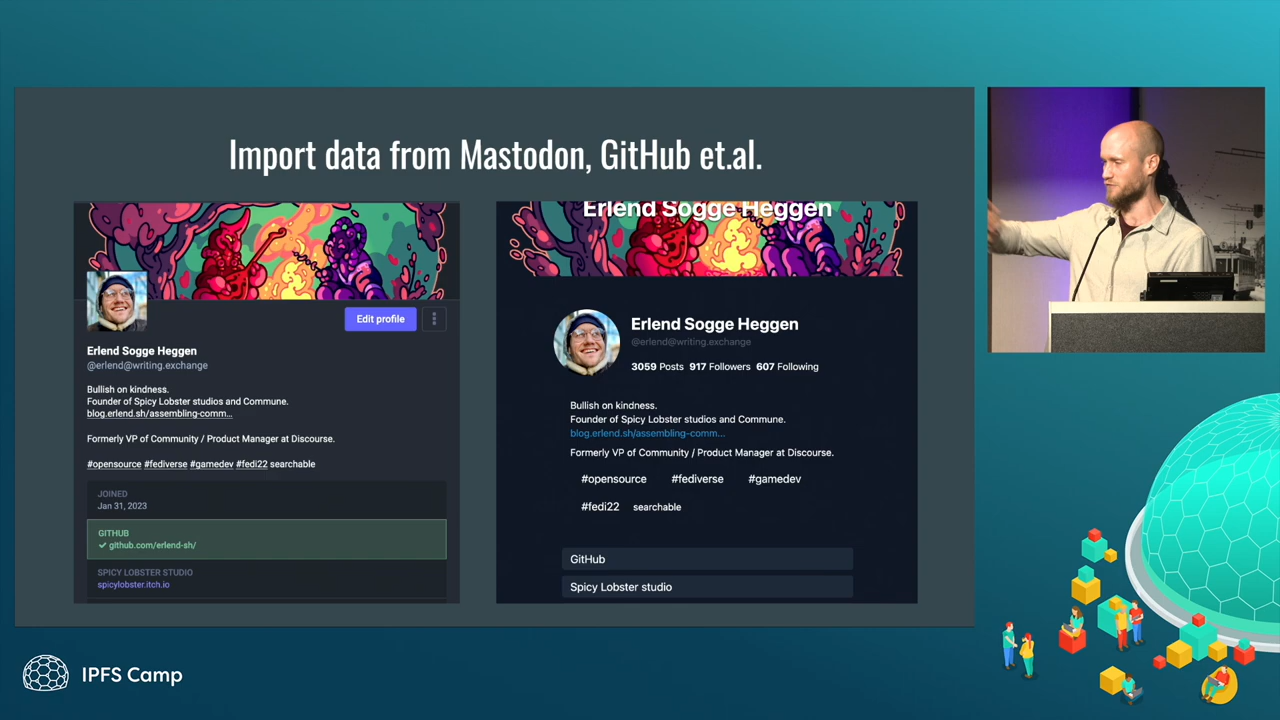 Import data from Mastodon, GitHub et.al.
Edit profile
Erlend Sogge Heggen
@erlend@writing.exchange
Bullish on kindness.
Founder of Spicy Lobster studios and Commune.
blog.erlend.sh/assembling-comm...
Formerly VP of Community / Product Manager at Discourse.
#opensource #fediverse #gamedev #fedi22 searchable
JOINED
Jan 31, 2023
GITHUB
github.com/erlend-sh/
SPICY LOBSTER STUDIO
spicylobster.itch.io
Erlend Sogge Heggen
Erlend Sogge Heggen
@erlend@writing.exchange
3059 Posts 917 Followers 607 Following
Bullish on kindness.
Founder of Spicy Lobster studios and Commune.
blog.erlend.sh/assembling-comm...
Formerly VP of Community / Product Manager at Discourse.
#opensource #fediverse #gamedev
#fedi22 searchable
GitHub
Spicy Lobster studio
IPFS Camp